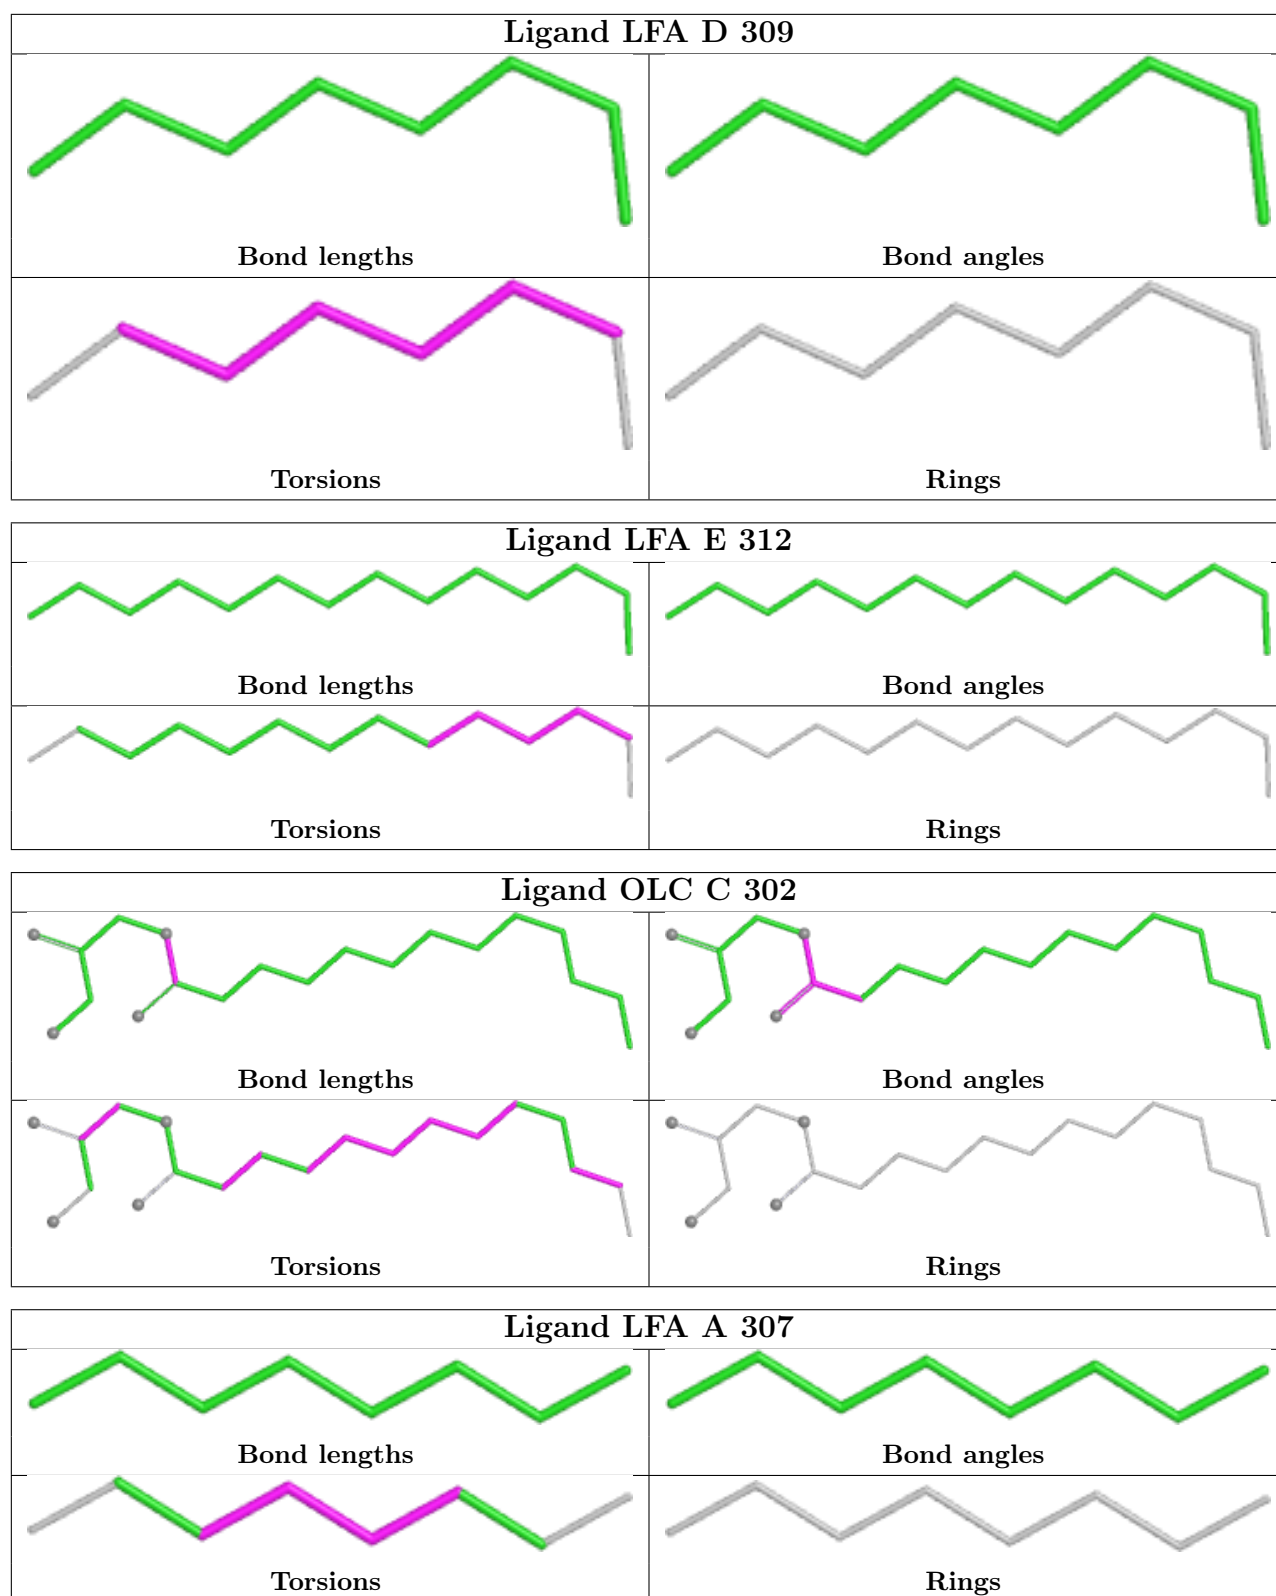 Ligand LFA D 309
Bond lengths
Bond angles
Torsions
Rings
Ligand LFA E 312
Bond lengths
Bond angles
Torsions
Rings
Ligand OLC C 302
Bond lengths
Bond angles
Torsions
Rings
Ligand LFA A 307
Bond lengths
Bond angles
Torsions
Rings